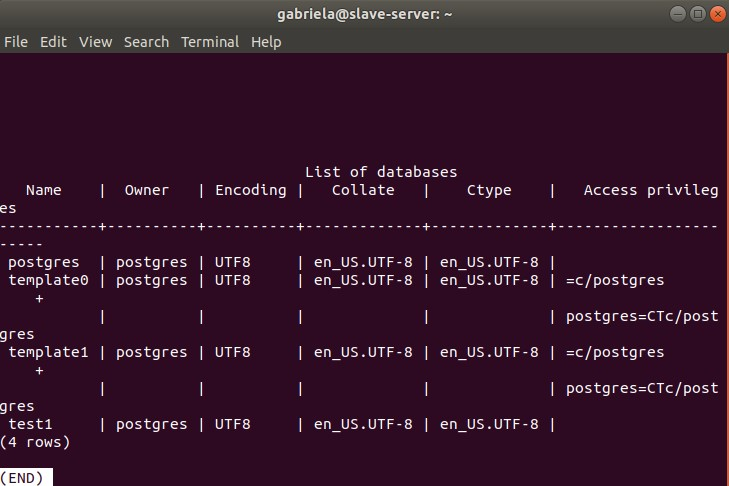 gabriela@slave-server: ~
File Edit View Search Terminal Help
List of databases
Name | Owner | Encoding | Collate | Ctype | Access privileg
es
-----------+----------+----------+-------------+-------------+------------------
-----
postgres | postgres | UTF8 | en_US.UTF-8 | en_US.UTF-8 |
template0 | postgres | UTF8 | en_US.UTF-8 | en_US.UTF-8 | =c/postgres
+
| | | | | postgres=CTc/post
gres
template1 | postgres | UTF8 | en_US.UTF-8 | en_US.UTF-8 | =c/postgres
+
| | | | | postgres=CTc/post
gres
test1 | postgres | UTF8 | en_US.UTF-8 | en_US.UTF-8 |
(4 rows)
(END)